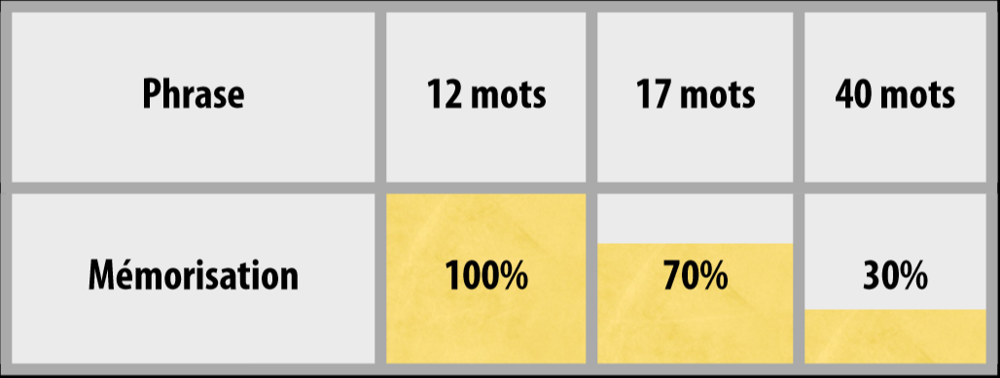 Phrase 12 mots 17 mots 40 mots
Mémorisation 100% 70% 30%